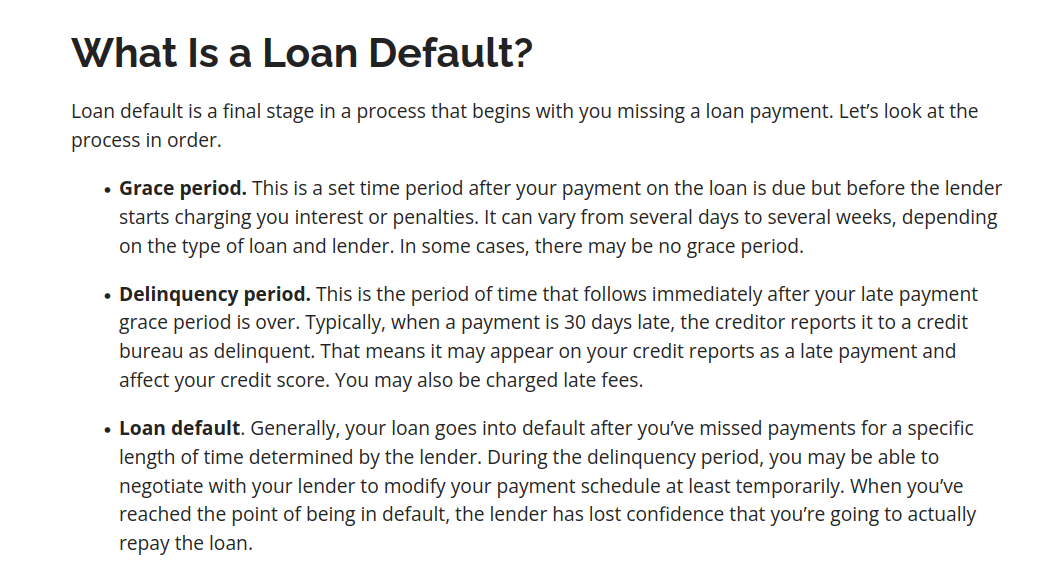 What Is a Loan Default?
Loan default is a final stage in a process that begins with you missing a loan payment. Let’s look at the
process in order.
• Grace period. This is a set time period after your payment on the loan is due but before the lender
starts charging you interest or penalties. It can vary from several days to several weeks, depending
on the type of loan and lender. In some cases, there may be no grace period.
• Delinquency period. This is the period of time that follows immediately after your late payment
grace period is over. Typically, when a payment is 30 days late, the creditor reports it to a credit
bureau as delinquent. That means it may appear on your credit reports as a late payment and
affect your credit score. You may also be charged late fees.
• Loan default. Generally, your loan goes into default after you’ve missed payments for a specific
length of time determined by the lender. During the delinquency period, you may be able to
negotiate with your lender to modify your payment schedule at least temporarily. When you’ve
reached the point of being in default, the lender has lost confidence that you’re going to actually
repay the loan.